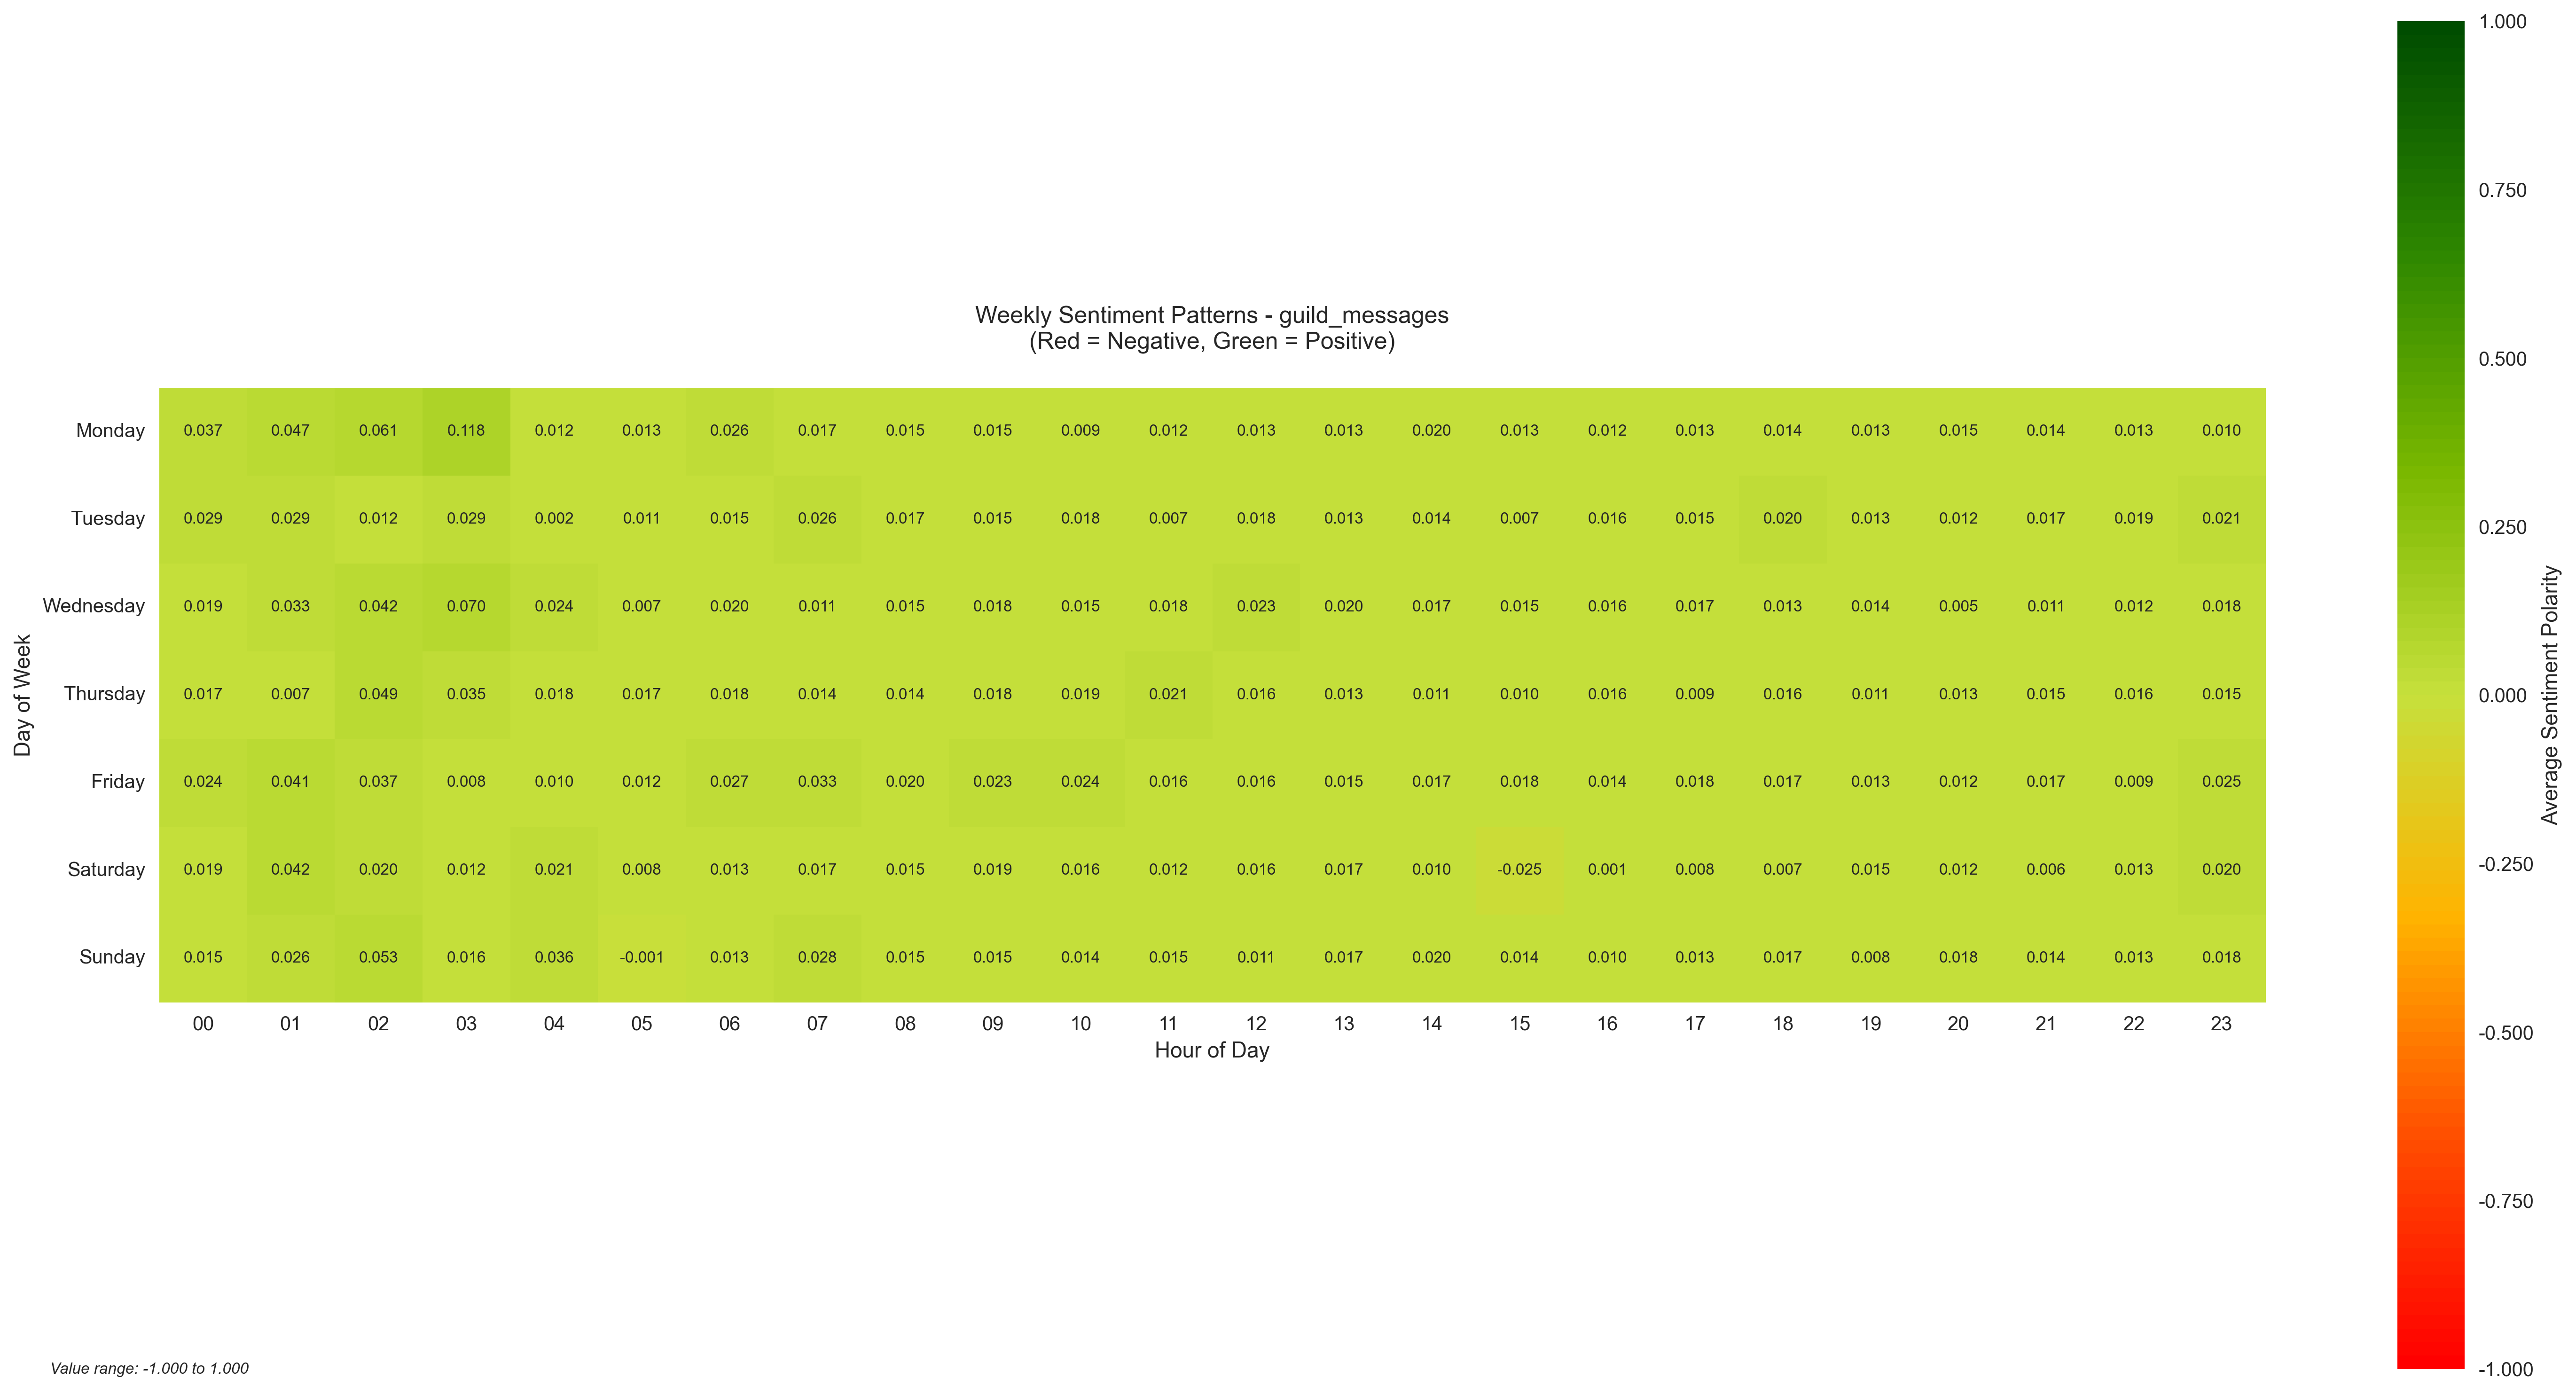 Weekly Sentiment Patterns - guild_messages
(Red = Negative, Green = Positive)
Day of Week
Monday 0.037 0.047 0.061 0.118 0.012 0.013 0.026 0.017 0.015 0.015 0.009 0.012 0.013 0.013 0.020 0.013 0.012 0.013 0.014 0.013 0.015 0.014 0.013 0.010
Tuesday 0.029 0.029 0.012 0.029 0.002 0.011 0.015 0.026 0.017 0.015 0.018 0.007 0.018 0.013 0.014 0.007 0.016 0.015 0.020 0.013 0.012 0.017 0.019 0.021
Wednesday 0.019 0.033 0.042 0.070 0.024 0.007 0.020 0.011 0.015 0.018 0.015 0.018 0.023 0.020 0.017 0.015 0.016 0.017 0.013 0.014 0.005 0.011 0.012 0.018
Thursday 0.017 0.007 0.049 0.035 0.018 0.017 0.018 0.014 0.014 0.018 0.019 0.021 0.016 0.013 0.011 0.010 0.016 0.009 0.016 0.011 0.013 0.015 0.016 0.015
Friday 0.024 0.041 0.037 0.008 0.010 0.012 0.027 0.033 0.020 0.023 0.024 0.016 0.016 0.015 0.017 0.018 0.014 0.018 0.017 0.013 0.012 0.017 0.009 0.025
Saturday 0.019 0.042 0.020 0.012 0.021 0.008 0.013 0.017 0.015 0.019 0.016 0.012 0.016 0.017 0.010 -0.025 0.001 0.008 0.007 0.015 0.012 0.006 0.013 0.020
Sunday 0.015 0.026 0.053 0.016 0.036 -0.001 0.013 0.028 0.015 0.015 0.014 0.015 0.011 0.017 0.020 0.014 0.010 0.013 0.017 0.008 0.018 0.014 0.013 0.018
00 01 02 03 04 05 06 07 08 09 10 11 12 13 14 15 16 17 18 19 20 21 22 23
Hour of Day
1.000
0.750
0.500
0.250
0.000
-0.250
-0.500
-0.750
-1.000
Average Sentiment Polarity
Value range: -1.000 to 1.000